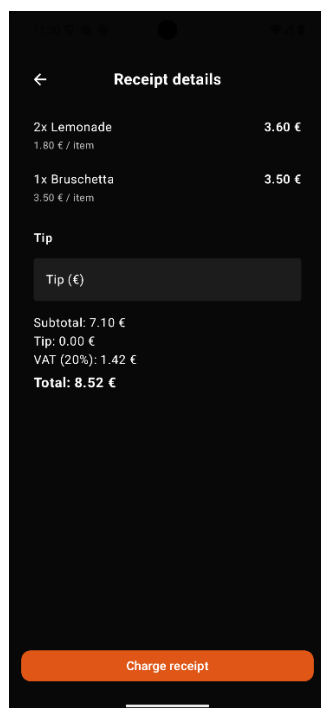 Receipt details
2x Lemonade 3.60 €
1.80 € / item
1x Bruschetta 3.50 €
3.50 € / item
Tip
Tip (€)
Subtotal: 7.10 €
Tip: 0.00 €
VAT (20%): 1.42 €
Total: 8.52 €
Charge receipt